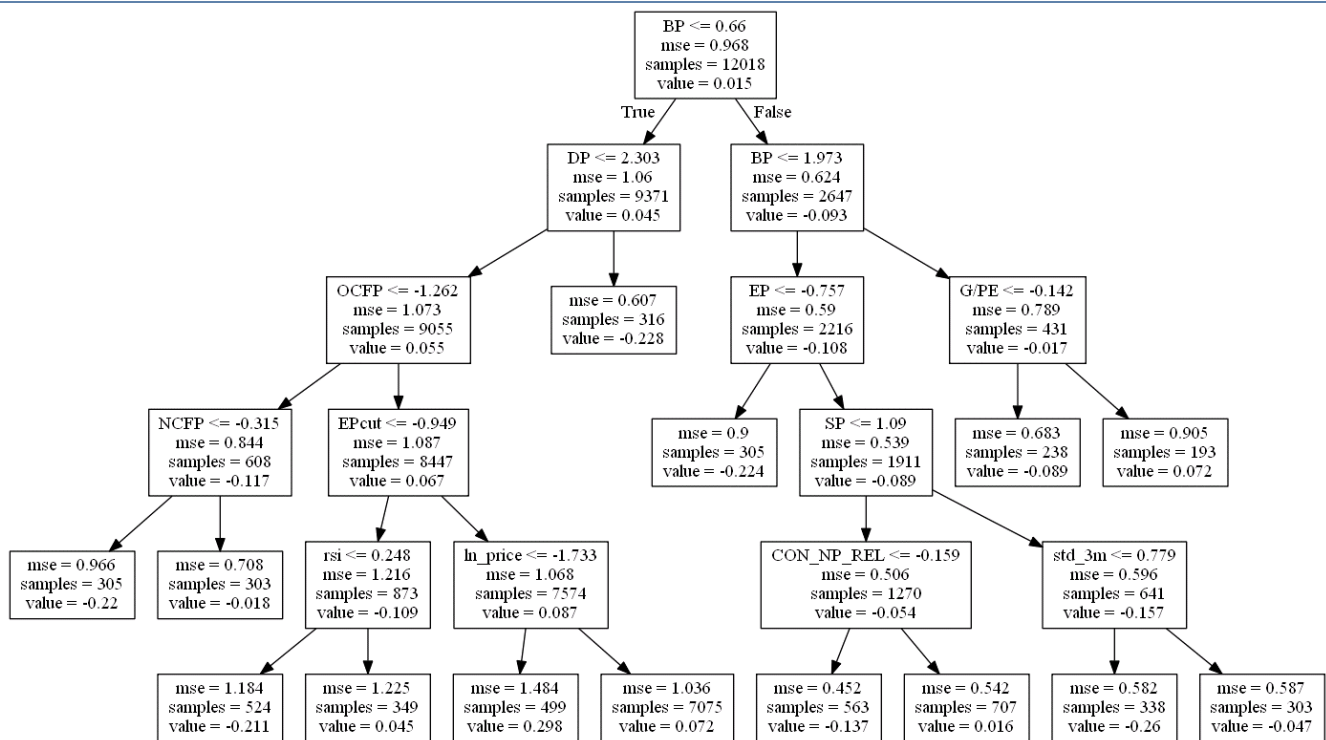 BP <= 0.66
mse = 0.968
samples = 12018
value = 0.015
True
False
DP <= 2.303
mse = 1.06
samples = 9371
value = 0.045
BP <= 1.973
mse = 0.624
samples = 2647
value = -0.093
OCFP <= -1.262
mse = 1.073
samples = 9055
value = 0.055
mse = 0.607
samples = 316
value = -0.228
EP <= -0.757
mse = 0.59
samples = 2216
value = -0.108
G/PE <= -0.142
mse = 0.789
samples = 431
value = -0.017
NCFP <= -0.315
mse = 0.844
samples = 608
value = -0.117
EPcut <= -0.949
mse = 1.087
samples = 8447
value = 0.067
mse = 0.9
samples = 305
value = -0.224
SP <= 1.09
mse = 0.539
samples = 1911
value = -0.089
mse = 0.683
samples = 238
value = -0.089
mse = 0.905
samples = 193
value = 0.072
mse = 0.966
samples = 305
value = -0.22
mse = 0.708
samples = 303
value = -0.018
rsi <= 0.248
mse = 1.216
samples = 873
value = -0.109
ln_price <= -1.733
mse = 1.068
samples = 7574
value = 0.087
CON_NP_REL <= -0.159
mse = 0.506
samples = 1270
value = -0.054
std_3m <= 0.779
mse = 0.596
samples = 641
value = -0.157
mse = 1.184
samples = 524
value = -0.211
mse = 1.225
samples = 349
value = 0.045
mse = 1.484
samples = 499
value = 0.298
mse = 1.036
samples = 7075
value = 0.072
mse = 0.452
samples = 563
value = -0.137
mse = 0.542
samples = 707
value = 0.016
mse = 0.582
samples = 338
value = -0.26
mse = 0.587
samples = 303
value = -0.047